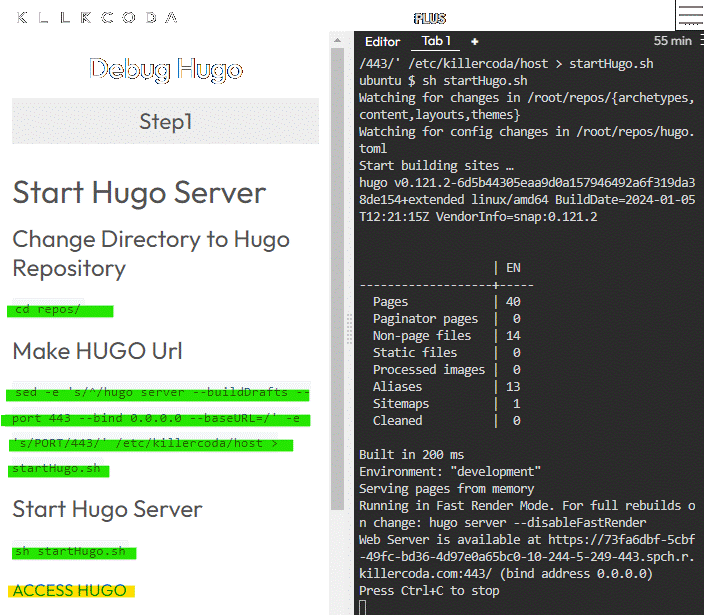 KLLRCODA
PLUS
Debug Hugo
Step1
Start Hugo Server
Change Directory to Hugo
Repository
cd repos/
Make HUGO Url
sed -e 's/^/hugo server --buildDrafts --
port 443 --bind 0.0.0.0 --baseURL=/' -e
's/PORT/443/' /etc/killercoda/host >
startHugo.sh
Start Hugo Server
sh startHugo.sh
ACCESS HUGO
Editor Tab 1 + 55 min
/443/' /etc/killercoda/host > startHugo.sh
ubuntu $ sh startHugo.sh
Watching for changes in /root/repos/{archetypes,
content,layouts,themes}
Watching for config changes in /root/repos/hugo.
toml
Start building sites …
hugo v0.121.2-6d5b44305eaa9d0a157946492a6f319da3
8de154+extended linux/amd64 BuildDate=2024-01-05
T12:21:15Z VendorInfo=snap:0.121.2
| EN
-------------------+-----
Pages | 40
Paginator pages | 0
Non-page files | 14
Static files | 0
Processed images | 0
Aliases | 13
Sitemaps | 1
Cleaned | 0
Built in 200 ms
Environment: "development"
Serving pages from memory
Running in Fast Render Mode. For full rebuilds o
n change: hugo server --disableFastRender
Web Server is available at https://73fa6dbf-5cbf
-49fc-bd36-4d97e0a65bc0-10-244-5-249-443.spch.r.
killercoda.com:443/ (bind address 0.0.0.0)
Press Ctrl+C to stop